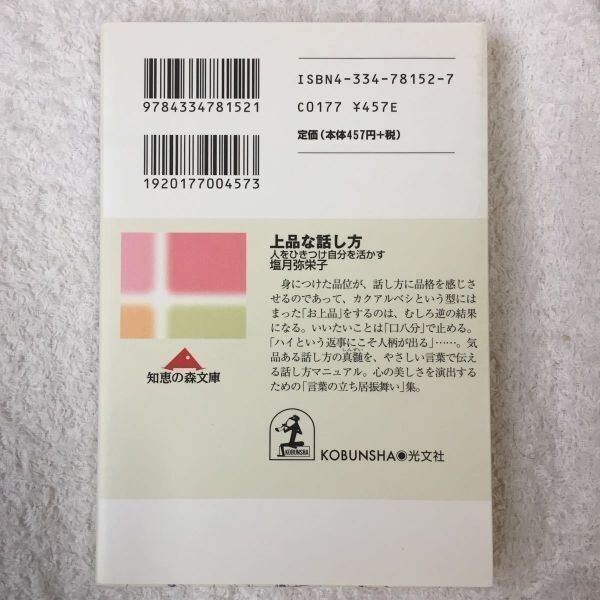 ISBN4-334-78152-7
9784334781521
C0177 ¥457E
定価(本体457円+税)
1920177004573
上品な話し方
人をひきつけ自分を活かす
塩月弥栄子
身につけた品位が、話し方に品格を感じさ
せるのであって、カクアルベシという型には
まった「お上品」をするのは、むしろ逆の結果
になる。いいたいことは「口八分」で止める。
「ハイという返事にこそ人柄が出る」……。気
品ある話し方の真髄を、やさしい言葉で伝え
る話し方マニュアル。心の美しさを演出する
ための「言葉の立ち居振舞い」集。
知恵の森文庫
KOBUNSHA
KOBUNSHA◉光文社